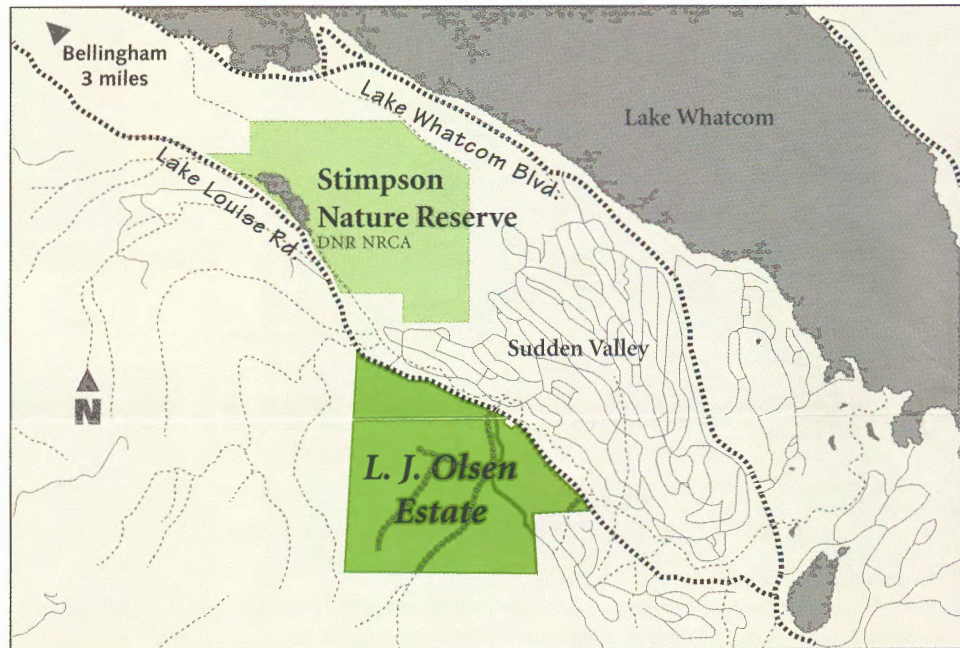 Bellingham
3 miles
Lake Whatcom Blvd.
Lake Whatcom
Lake Louise Rd.
Stimpson
Nature Reserve
DNR NRCA
Sudden Valley
N
L. J. Olsen
Estate